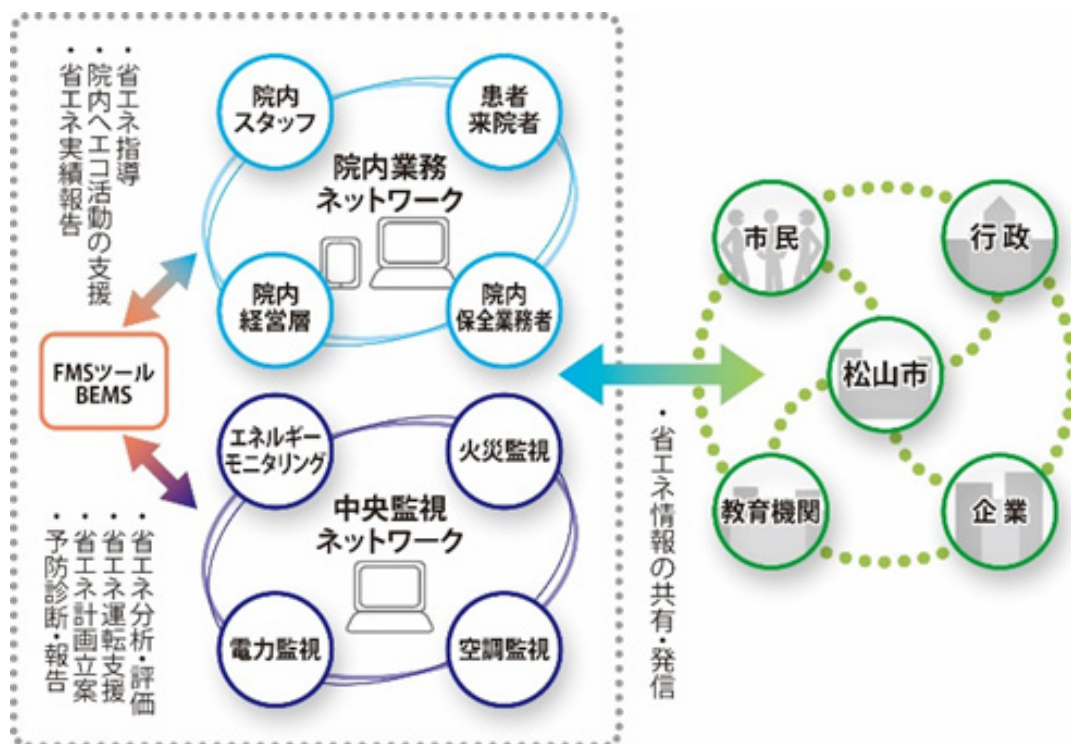 ・省エネ指導
・院内へエコ活動の支援
・省エネ実績報告
院内
スタッフ
患者
来院者
院内業務
ネットワーク
院内
経営層
院内
保全業務者
FMSツール
BEMS
エネルギー
モニタリング
火災監視
中央監視
ネットワーク
電力監視
空調監視
・省エネ分析・評価
・省エネ運転支援
・省エネ計画立案
・予防診断・報告
・省エネ情報の共有・発信
市民
行政
松山市
教育機関
企業